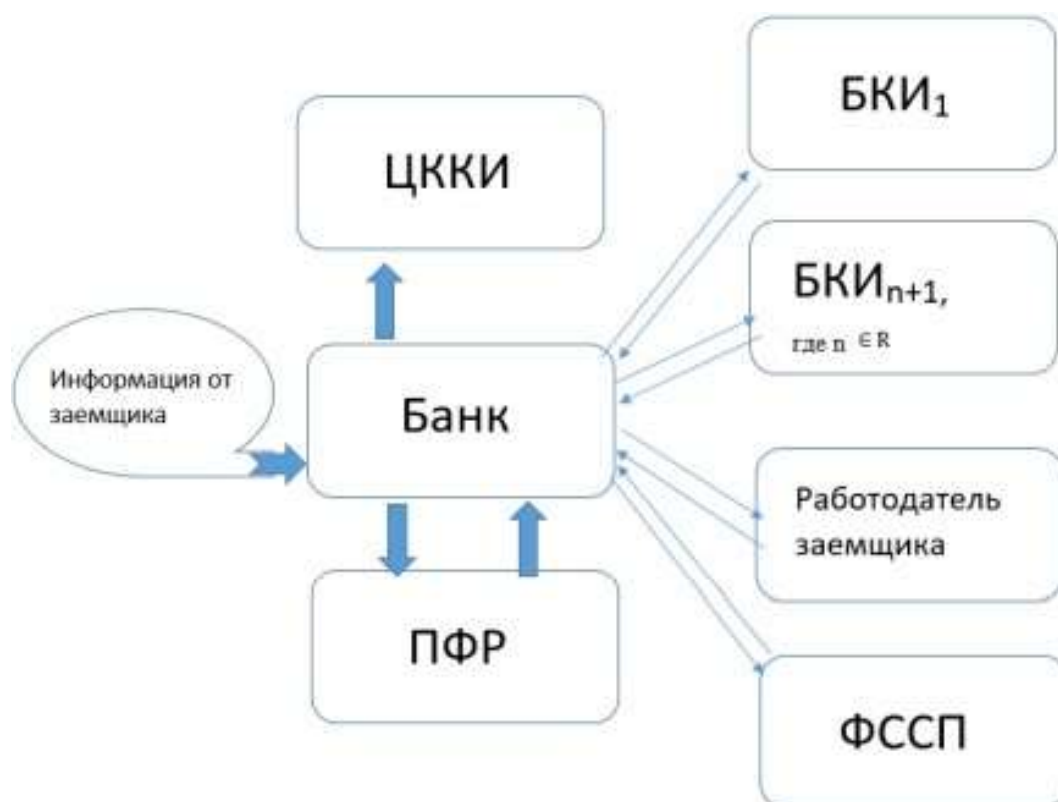 БКИ₁
ЦККИ
БКИₙ₊₁,
где n ∈ R
Информация от
заемщика
Банк
Работодатель
заемщика
ПФР
ФССП